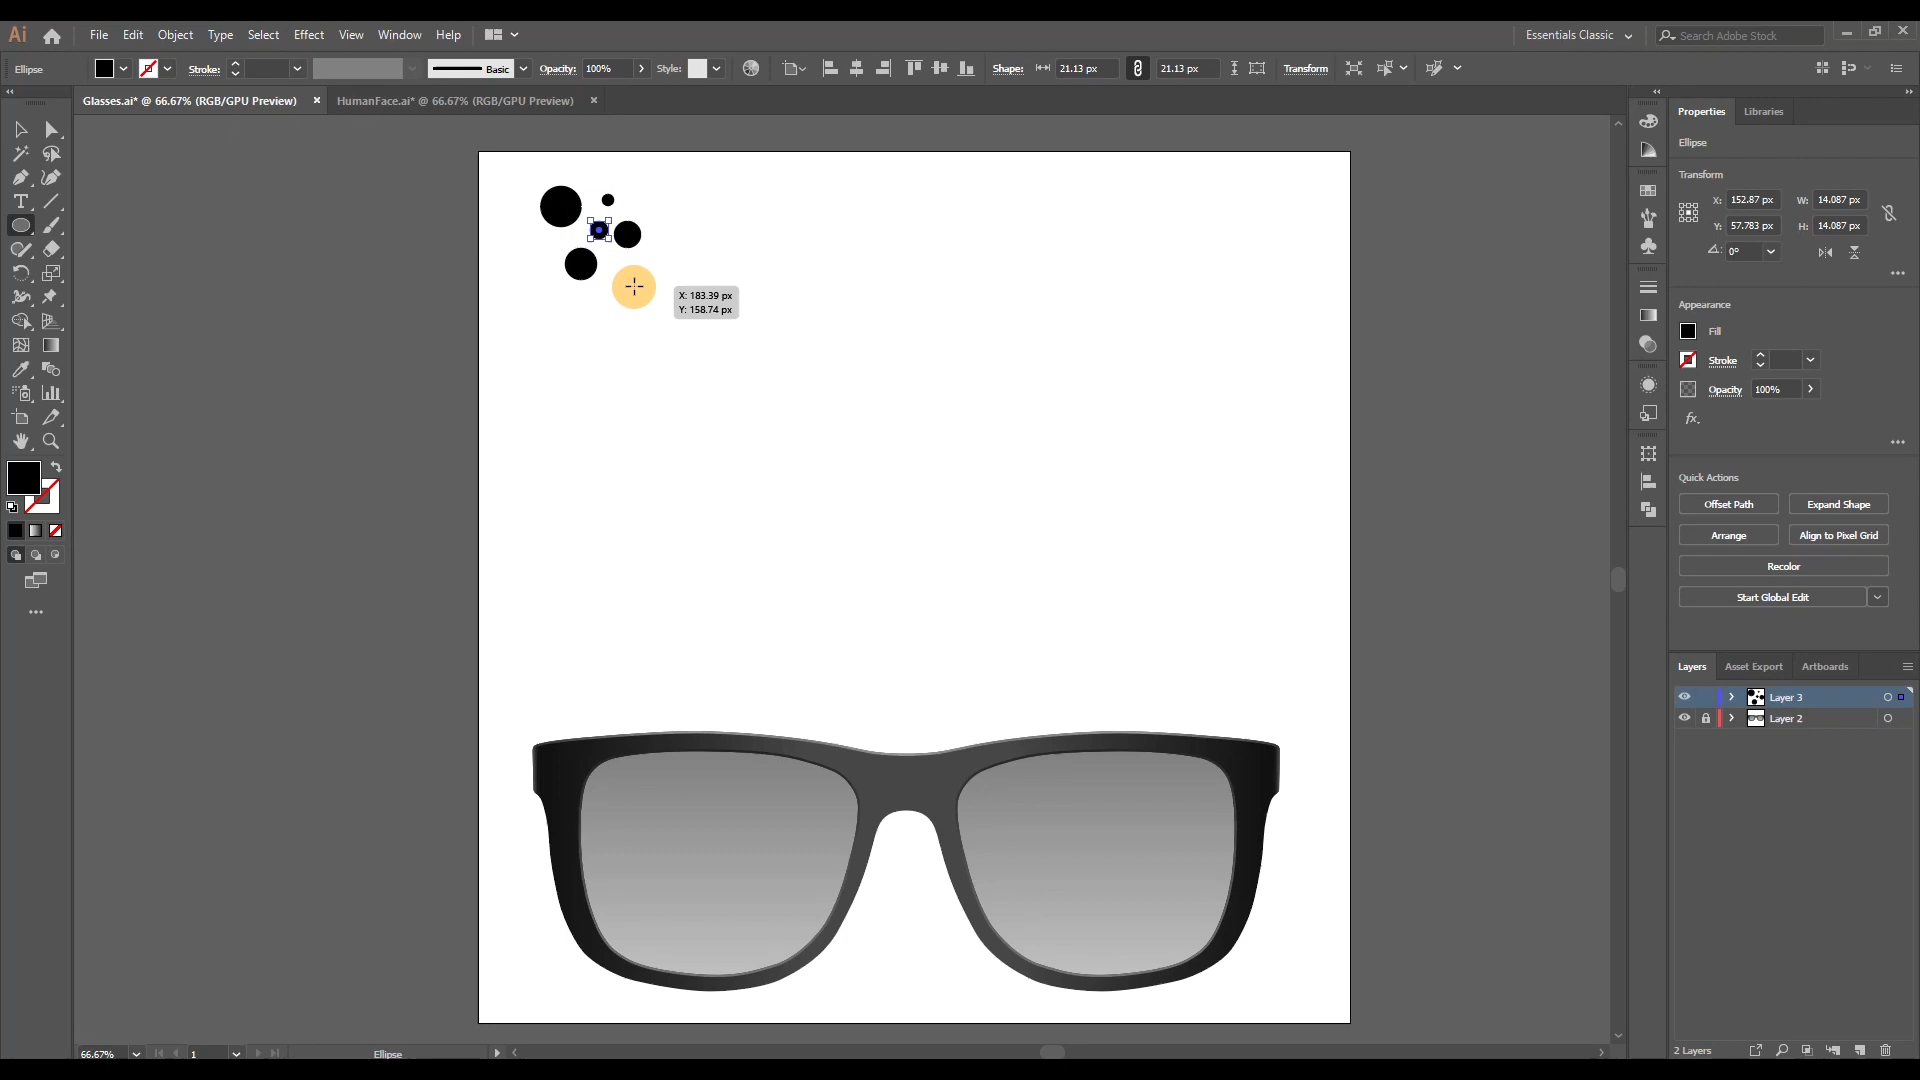 Ai File Edit Object Type Select Effect View Window Help Essentials Classic Search Adobe Stock
Ellipse Stroke: Basic Opacity: 100% Style: Shape: 21.13 px 21.13 px Transform
Glasses.ai* @ 66.67% (RGB/GPU Preview) × HumanFace.ai* @ 66.67% (RGB/GPU Preview) ×
Properties Libraries
Ellipse
Transform
X: 152.87 px W: 14.087 px
Y: 57.783 px H: 14.087 px
0°
X: 183.39 px
Y: 158.74 px
Appearance
Fill
Stroke
Opacity 100%
fx.
Quick Actions
Offset Path Expand Shape
Arrange Align to Pixel Grid
Recolor
Start Global Edit
Layers Asset Export Artboards
Layer 3
Layer 2
66.67% 1 Ellipse 2 Layers